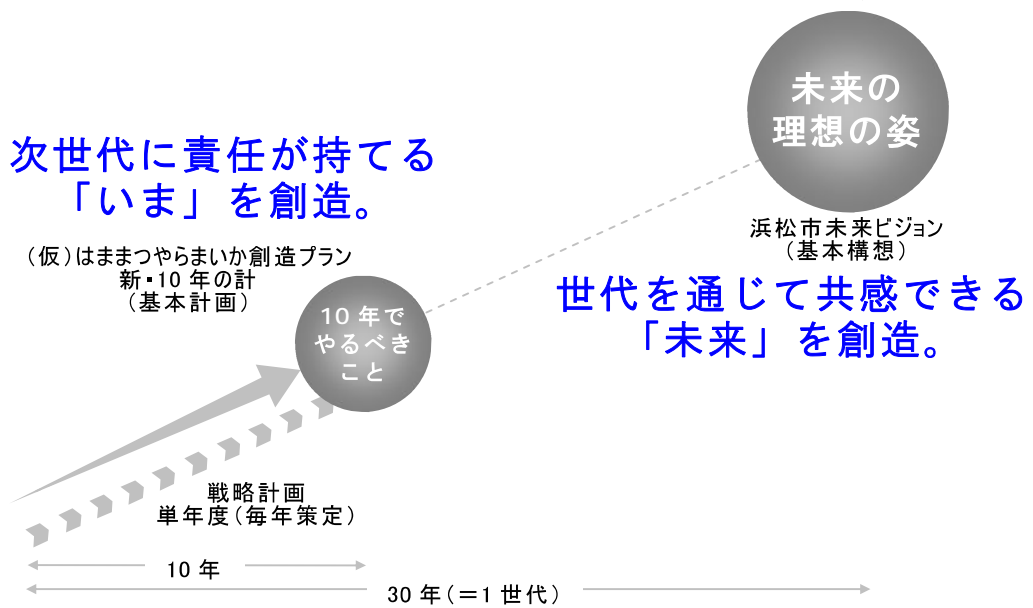 未来の
理想の姿
次世代に責任が持てる
「いま」を創造。
浜松市未来ビジョン
(基本構想)
(仮)はままつやらまいか創造プラン
新・10年の計
(基本計画)
世代を通じて共感できる
「未来」を創造。
10年で
やるべき
こと
戦略計画
単年度(毎年策定)
10年
30年(=1世代)